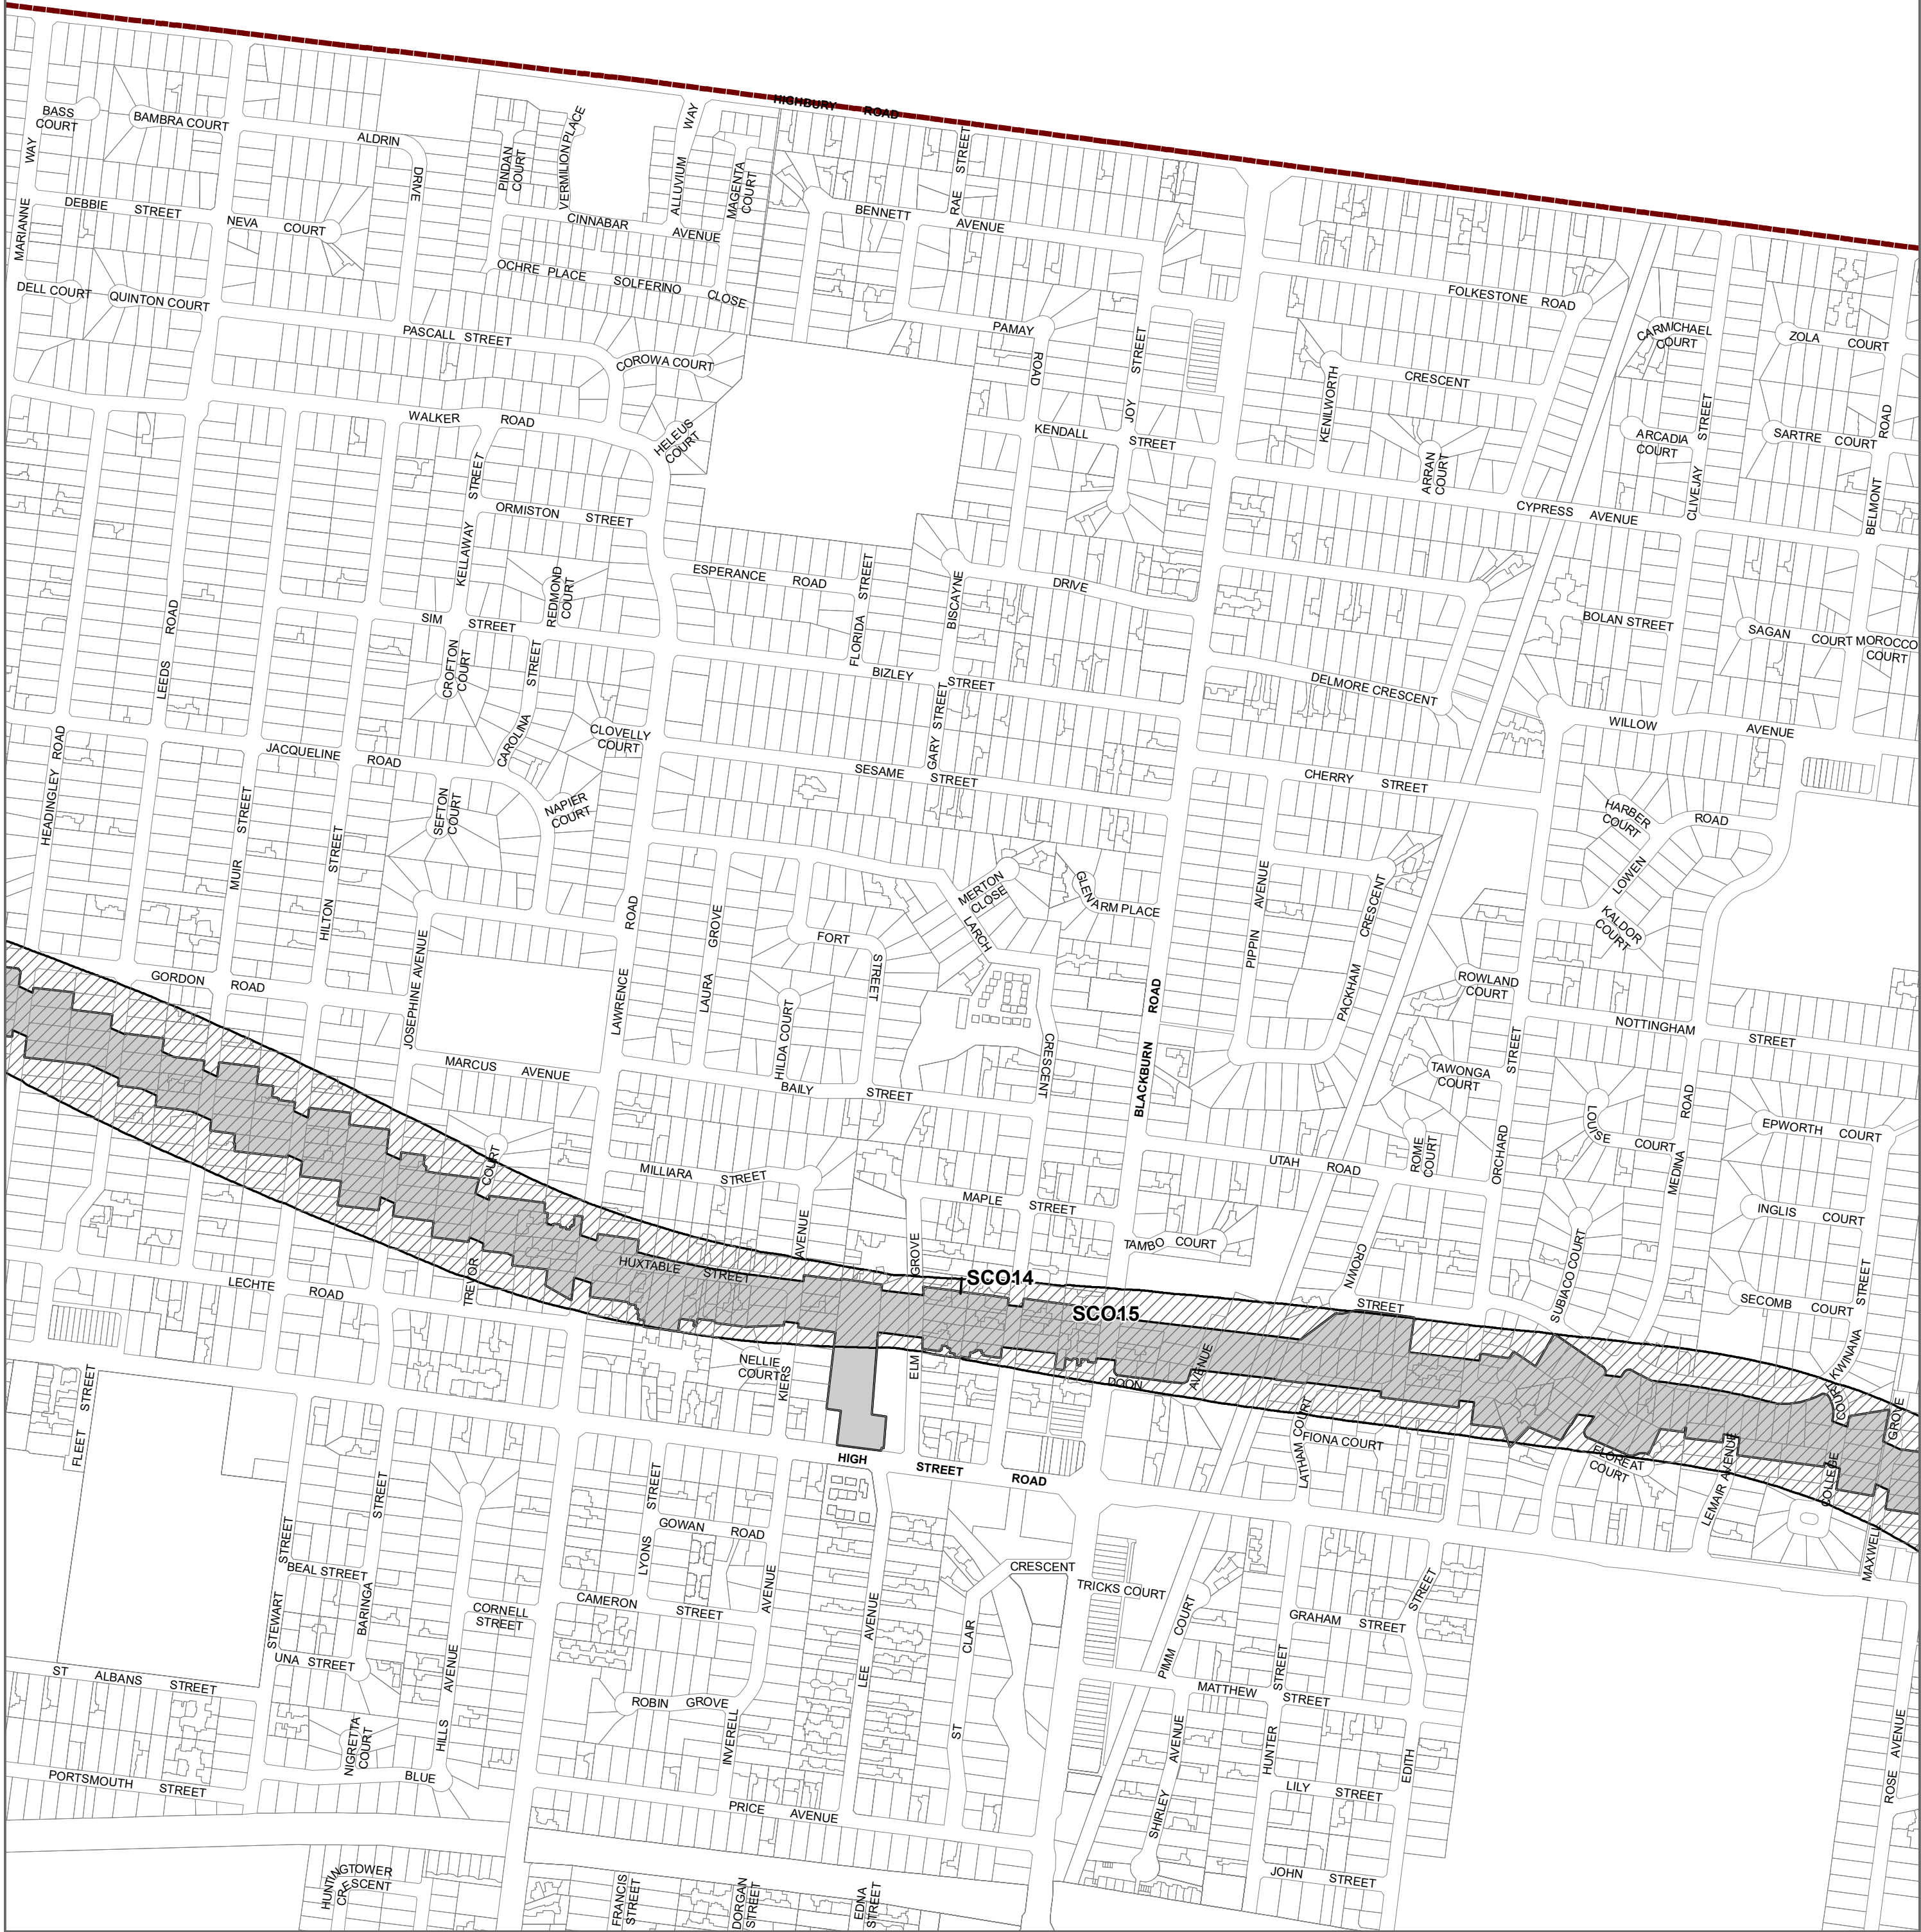 HIGHBURY ROAD
BASS
COURT
BAMBRA COURT
ALDRIN
DRIVE
PINDAN
COURT
VERMILION PLACE
ALLUVIUM WAY
MAGENTA
COURT
RAE STREET
BENNETT AVENUE
CINNABAR AVENUE
MARIANNE WAY
DEBBIE STREET
NEVA COURT
OCHRE PLACE
SOLFERINO CLOSE
DELL COURT
QUINTON COURT
PASCALL STREET
COROWA COURT
PAMAY ROAD
JOY STREET
FOLKESTONE ROAD
CARMICHAEL
COURT
ZOLA COURT
KENILWORTH CRESCENT
WALKER ROAD
HELEUS
COURT
KENDALL STREET
ARRAN
COURT
ARCADIA
COURT
CLIVEJAY STREET
SARTRE COURT
BELMONT ROAD
KELLAWAY STREET
ORMISTON STREET
CYPRESS AVENUE
ESPERANCE ROAD
FLORIDA STREET
BISCAYNE DRIVE
REDMOND
COURT
LEEDS ROAD
SIM STREET
CROFTON
COURT
CAROLINA STREET
BOLAN STREET
SAGAN COURT
MOROCCO
COURT
BIZLEY STREET
GARY STREET
DELMORE CRESCENT
CLOVELLY
COURT
WILLOW AVENUE
HEADINGLEY ROAD
JACQUELINE ROAD
SESAME STREET
CHERRY STREET
MUIR STREET
HILTON STREET
SEFTON
COURT
NAPIER
COURT
HARBER
COURT
LOWEN ROAD
KALDOR
COURT
MERTON
CLOSE
GLENARM PLACE
LARCH CRESCENT
PIPPIN AVENUE
PACKHAM CRESCENT
LAWRENCE ROAD
LAURA GROVE
FORT STREET
HILDA COURT
JOSEPHINE AVENUE
GORDON ROAD
BLACKBURN ROAD
ROWLAND
COURT
NOTTINGHAM STREET
ORCHARD STREET
TAWONGA
COURT
MARCUS AVENUE
BAILY STREET
LOUISE COURT
MEDINA ROAD
EPWORTH COURT
ROME
COURT
UTAH ROAD
MILLIARA STREET
MAPLE STREET
INGLIS COURT
TREVOR COURT
KIERS AVENUE
ELM GROVE
TAMBO COURT
SUBIACO COURT
CROWN STREET
SECOMB COURT
KWINANA STREET
HUXTABLE STREET
SCO14
SCO15
LECHTE ROAD
NELLIE
COURT
DOON AVENUE
LATHAM COURT
FIONA COURT
FLOREAT
COURT
LEMAIR AVENUE
COLLEGE COURT
MAXWELL GROVE
FLEET STREET
HIGH STREET ROAD
STEWART STREET
BARINGA STREET
LYONS STREET
GOWAN ROAD
BEAL STREET
CAMERON STREET
CORNELL
STREET
INVERELL AVENUE
LEE AVENUE
ST CLAIR CRESCENT
TRICKS COURT
PIMM COURT
GRAHAM STREET
EDITH STREET
HUNTER STREET
MATTHEW STREET
UNA STREET
ST ALBANS STREET
ROBIN GROVE
NIGRETTA
COURT
BLUE HILLS AVENUE
PORTSMOUTH STREET
PRICE AVENUE
SHIRLEY AVENUE
LILY STREET
JOHN STREET
ROSE AVENUE
HUNTINGTOWER
CRESCENT
FRANCIS
STREET
DORGAN
STREET
EDNA
STREET